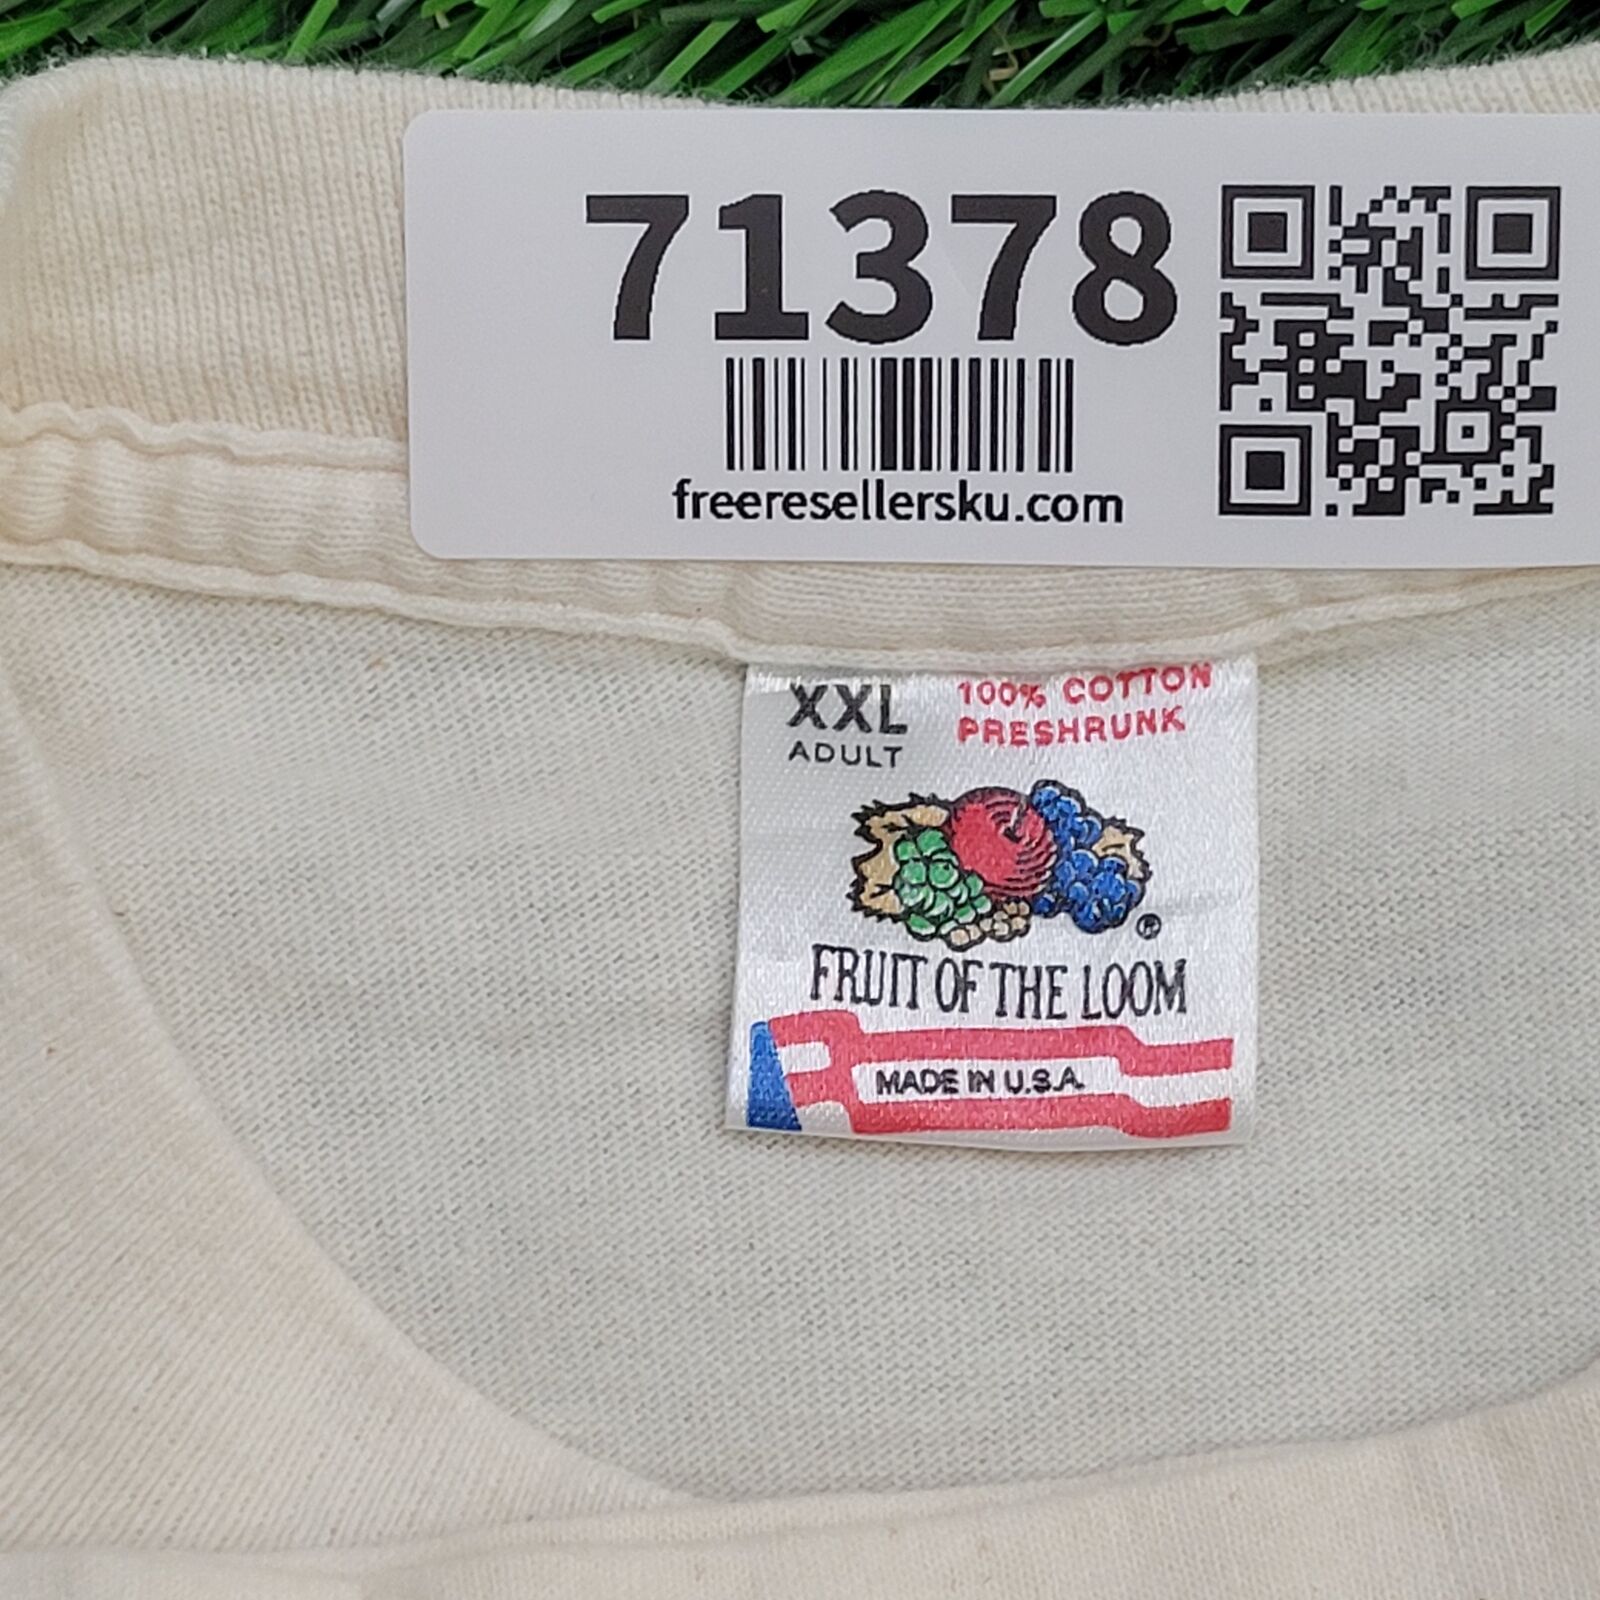 71378
freeresellersku.com
XXL
ADULT
100% COTTON
PRESHRUNK
®
FRUIT OF THE LOOM
MADE IN U.S.A.